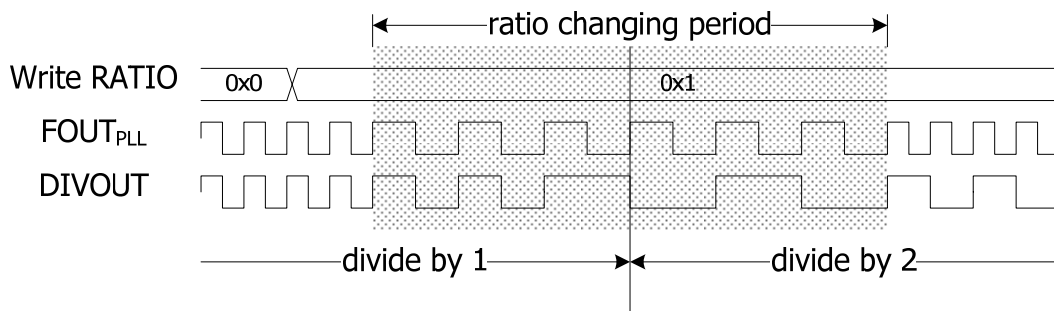 ratio changing period
Write RATIO 0x0 0x1
FOUTPLL
DIVOUT
divide by 1 divide by 2